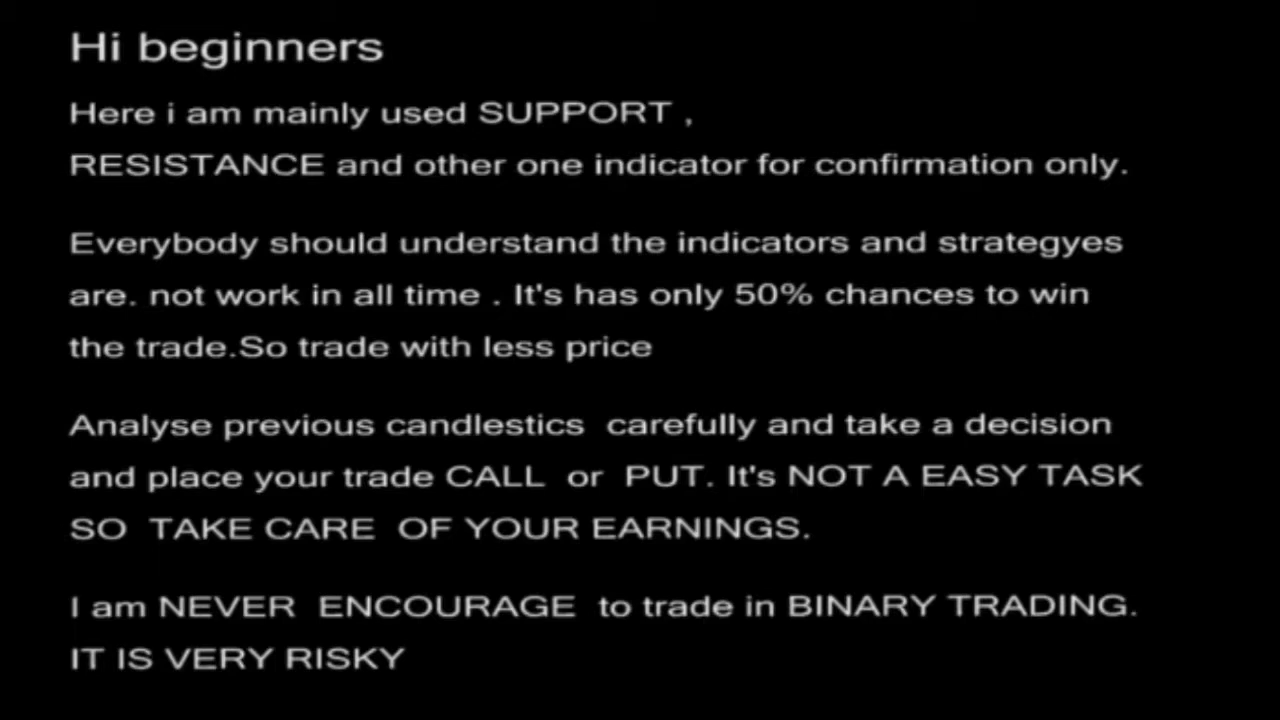 Hi beginners
Here i am mainly used SUPPORT ,
RESISTANCE and other one indicator for confirmation only.
Everybody should understand the indicators and strategyes
are. not work in all time . It's has only 50% chances to win
the trade.So trade with less price
Analyse previous candlestics  carefully and take a decision
and place your trade CALL  or  PUT. It's NOT A EASY TASK
SO  TAKE CARE  OF YOUR EARNINGS.
I am NEVER  ENCOURAGE  to trade in BINARY TRADING.
IT IS VERY RISKY